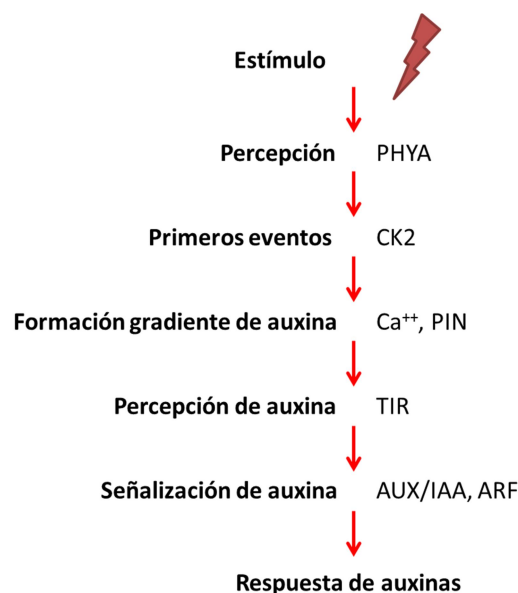 Estímulo
Percepción PHYA
Primeros eventos CK2
Formación gradiente de auxina Ca⁺⁺, PIN
Percepción de auxina TIR
Señalización de auxina AUX/IAA, ARF
Respuesta de auxinas